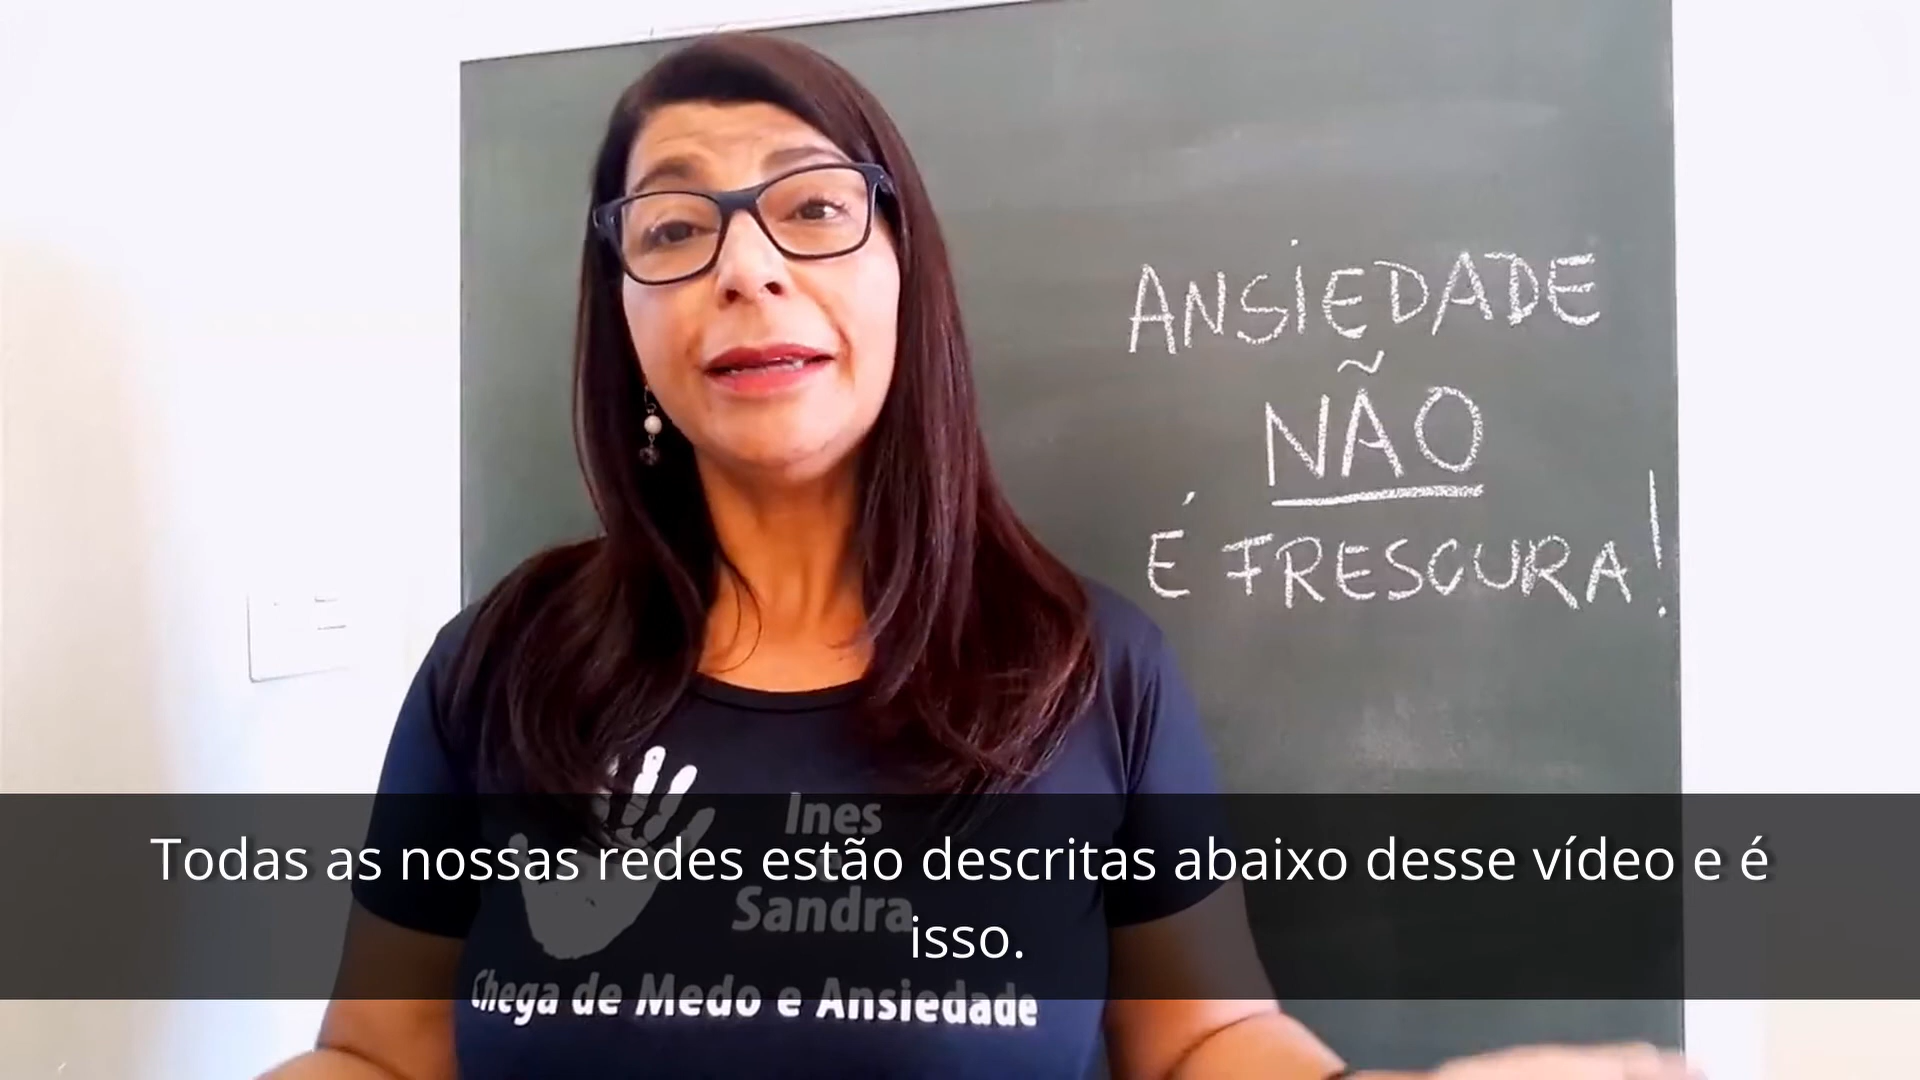 ANSIEDADE
NÃO
É FRESCURA!
Ines
Sandra
Chega de Medo e Ansiedade
Todas as nossas redes estão descritas abaixo desse vídeo e é
isso.